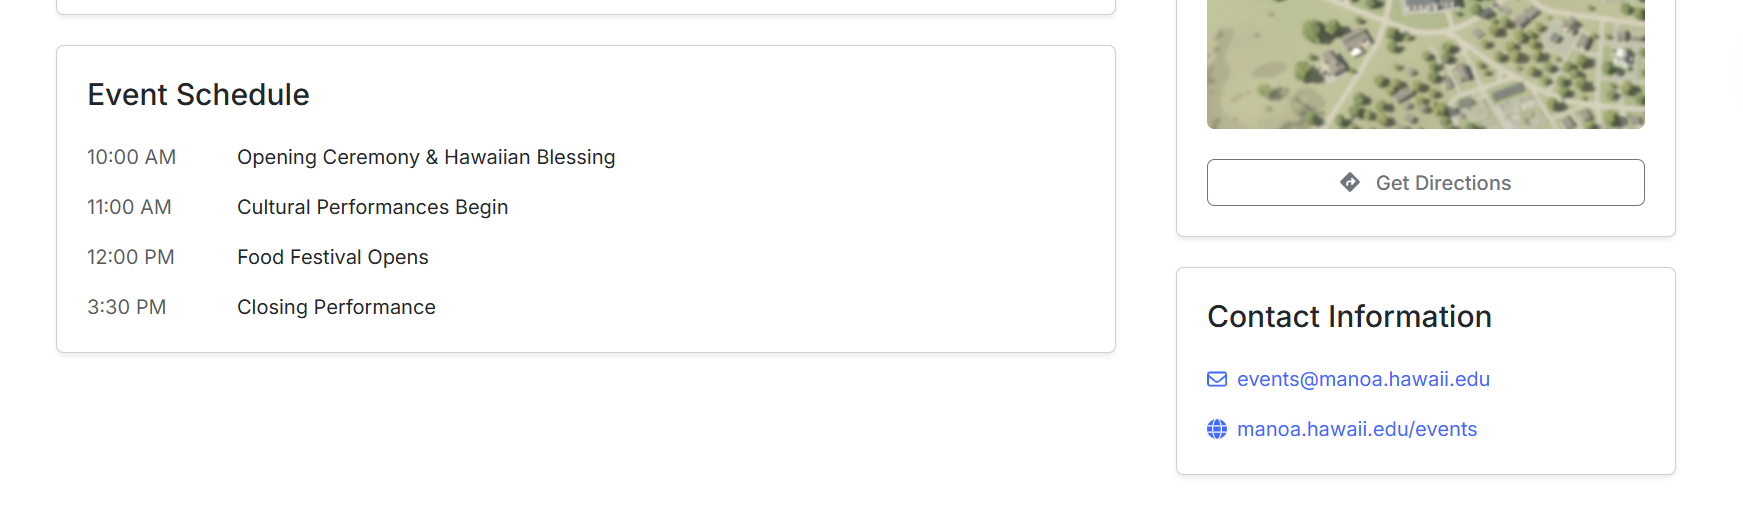 Event Schedule
10:00 AM Opening Ceremony & Hawaiian Blessing
11:00 AM Cultural Performances Begin
12:00 PM Food Festival Opens
3:30 PM Closing Performance
Get Directions
Contact Information
events@manoa.hawaii.edu
manoa.hawaii.edu/events